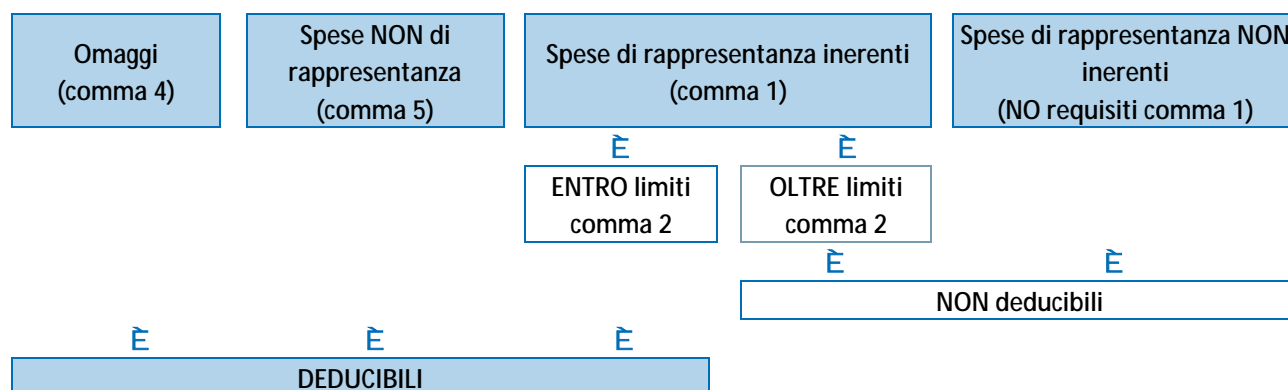 Omaggi
(comma 4)
Spese NON di
rappresentanza
(comma 5)
Spese di rappresentanza inerenti
(comma 1)
Spese di rappresentanza NON
inerenti
(NO requisiti comma 1)
È È
ENTRO limiti
comma 2
OLTRE limiti
comma 2
È È
NON deducibili
È È È
DEDUCIBILI